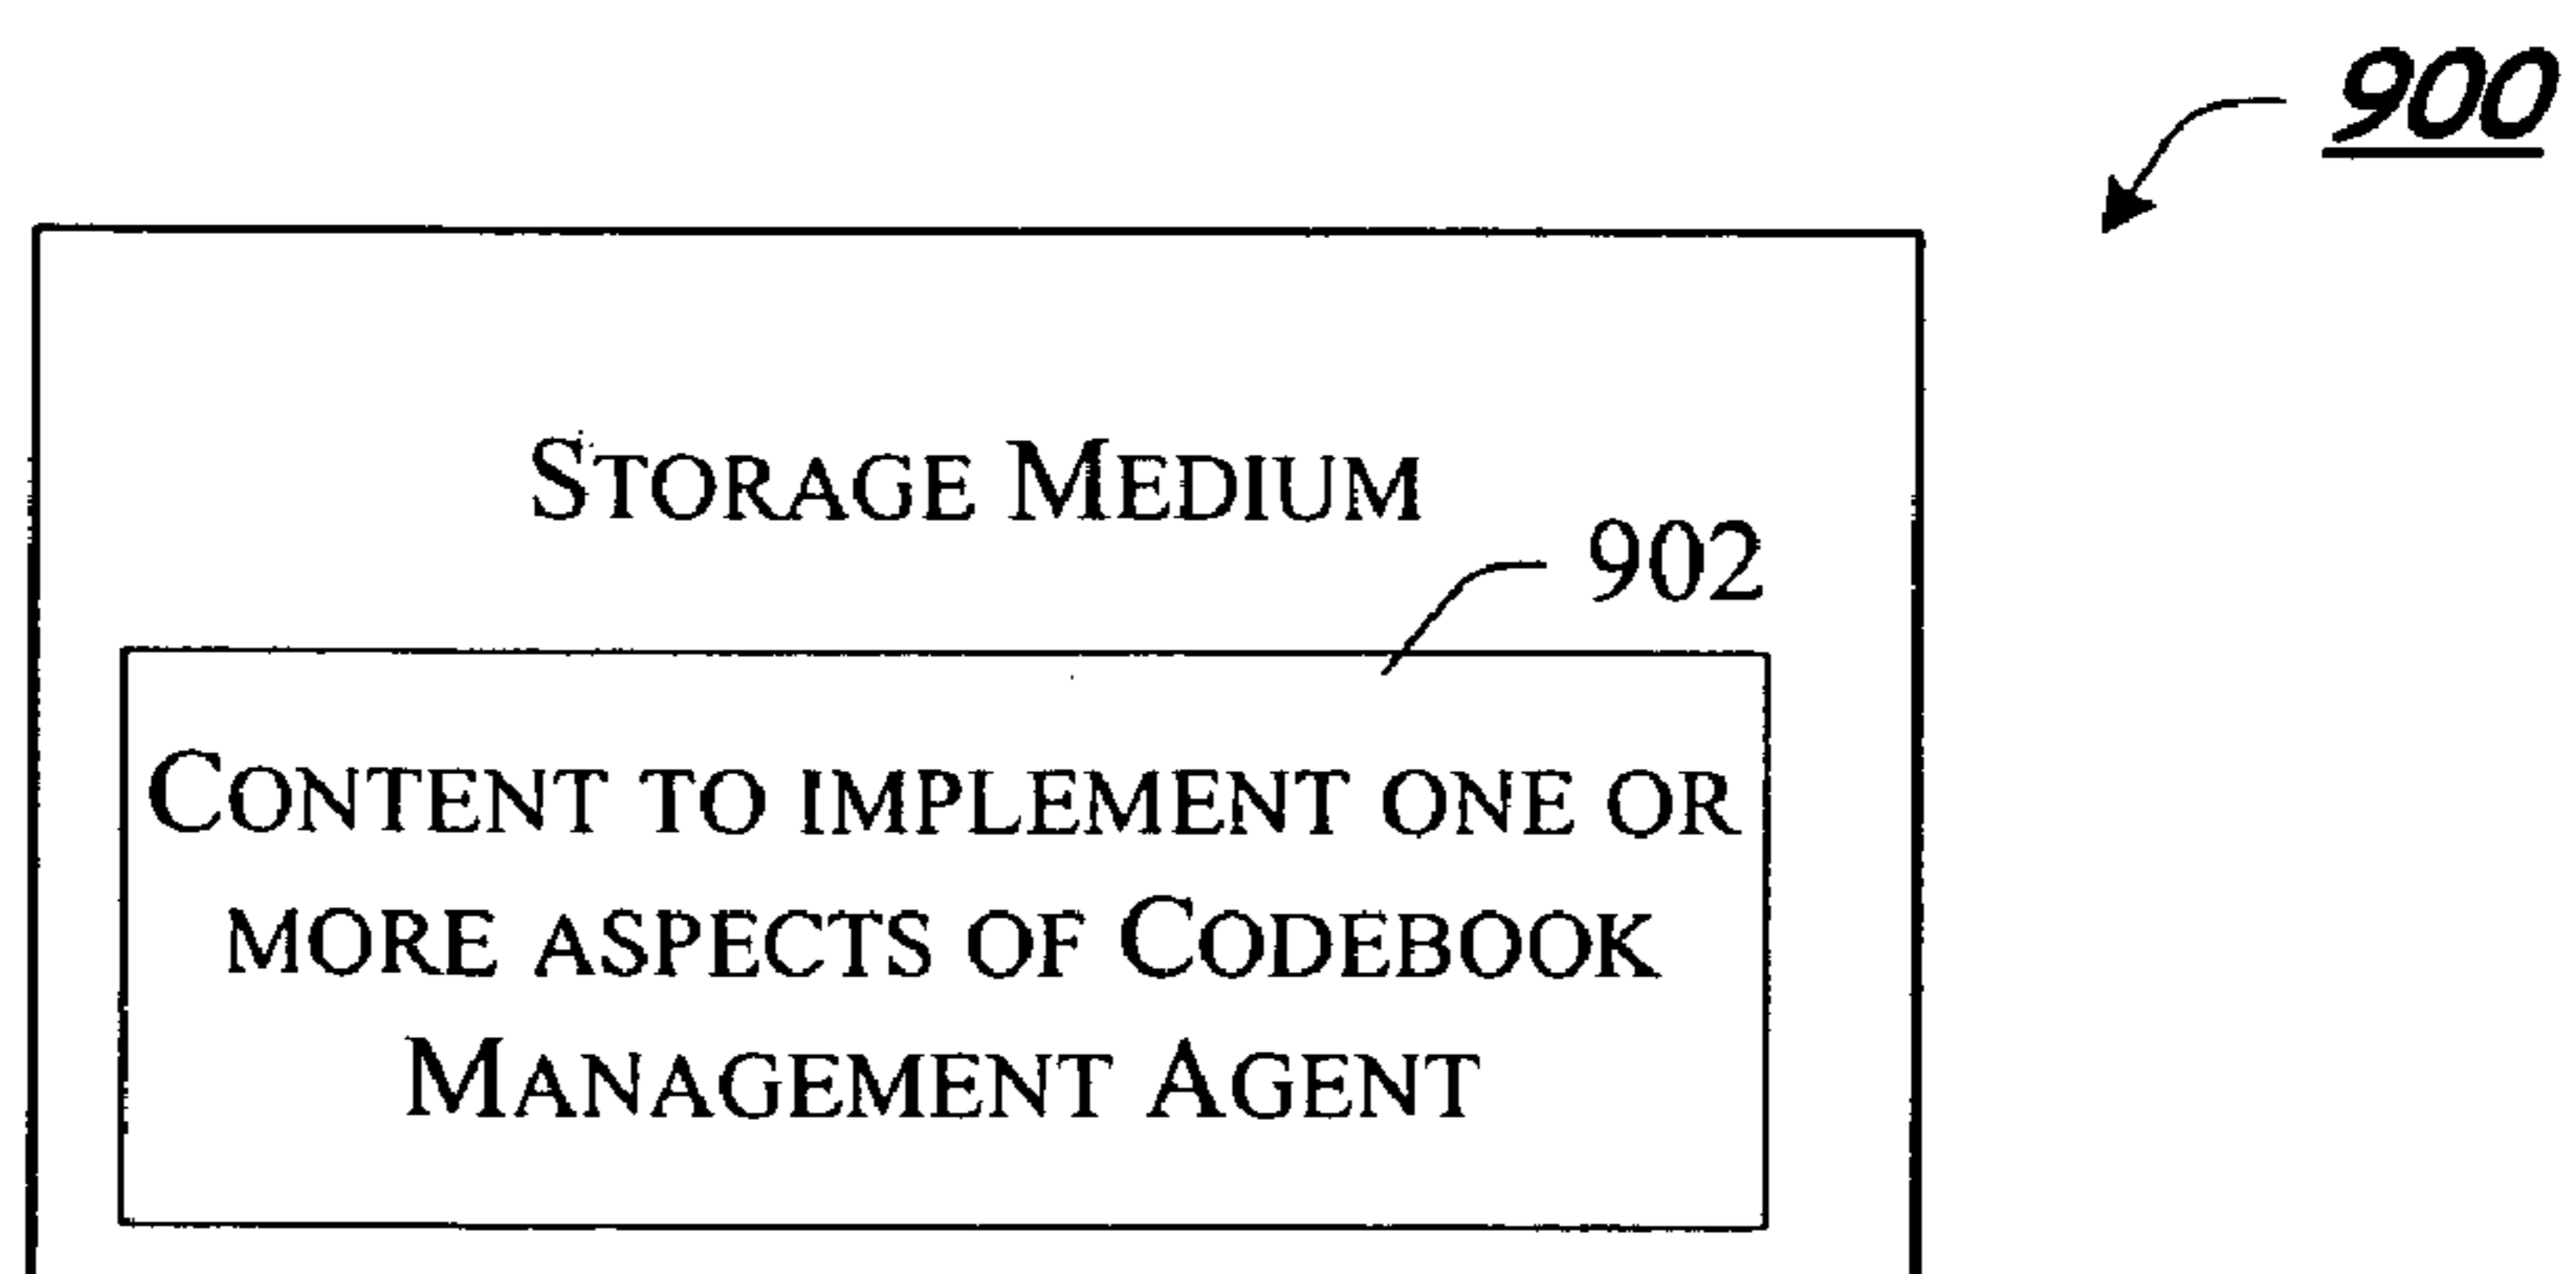 900
STORAGE MEDIUM
902
CONTENT TO IMPLEMENT ONE OR
MORE ASPECTS OF CODEBOOK
MANAGEMENT AGENT